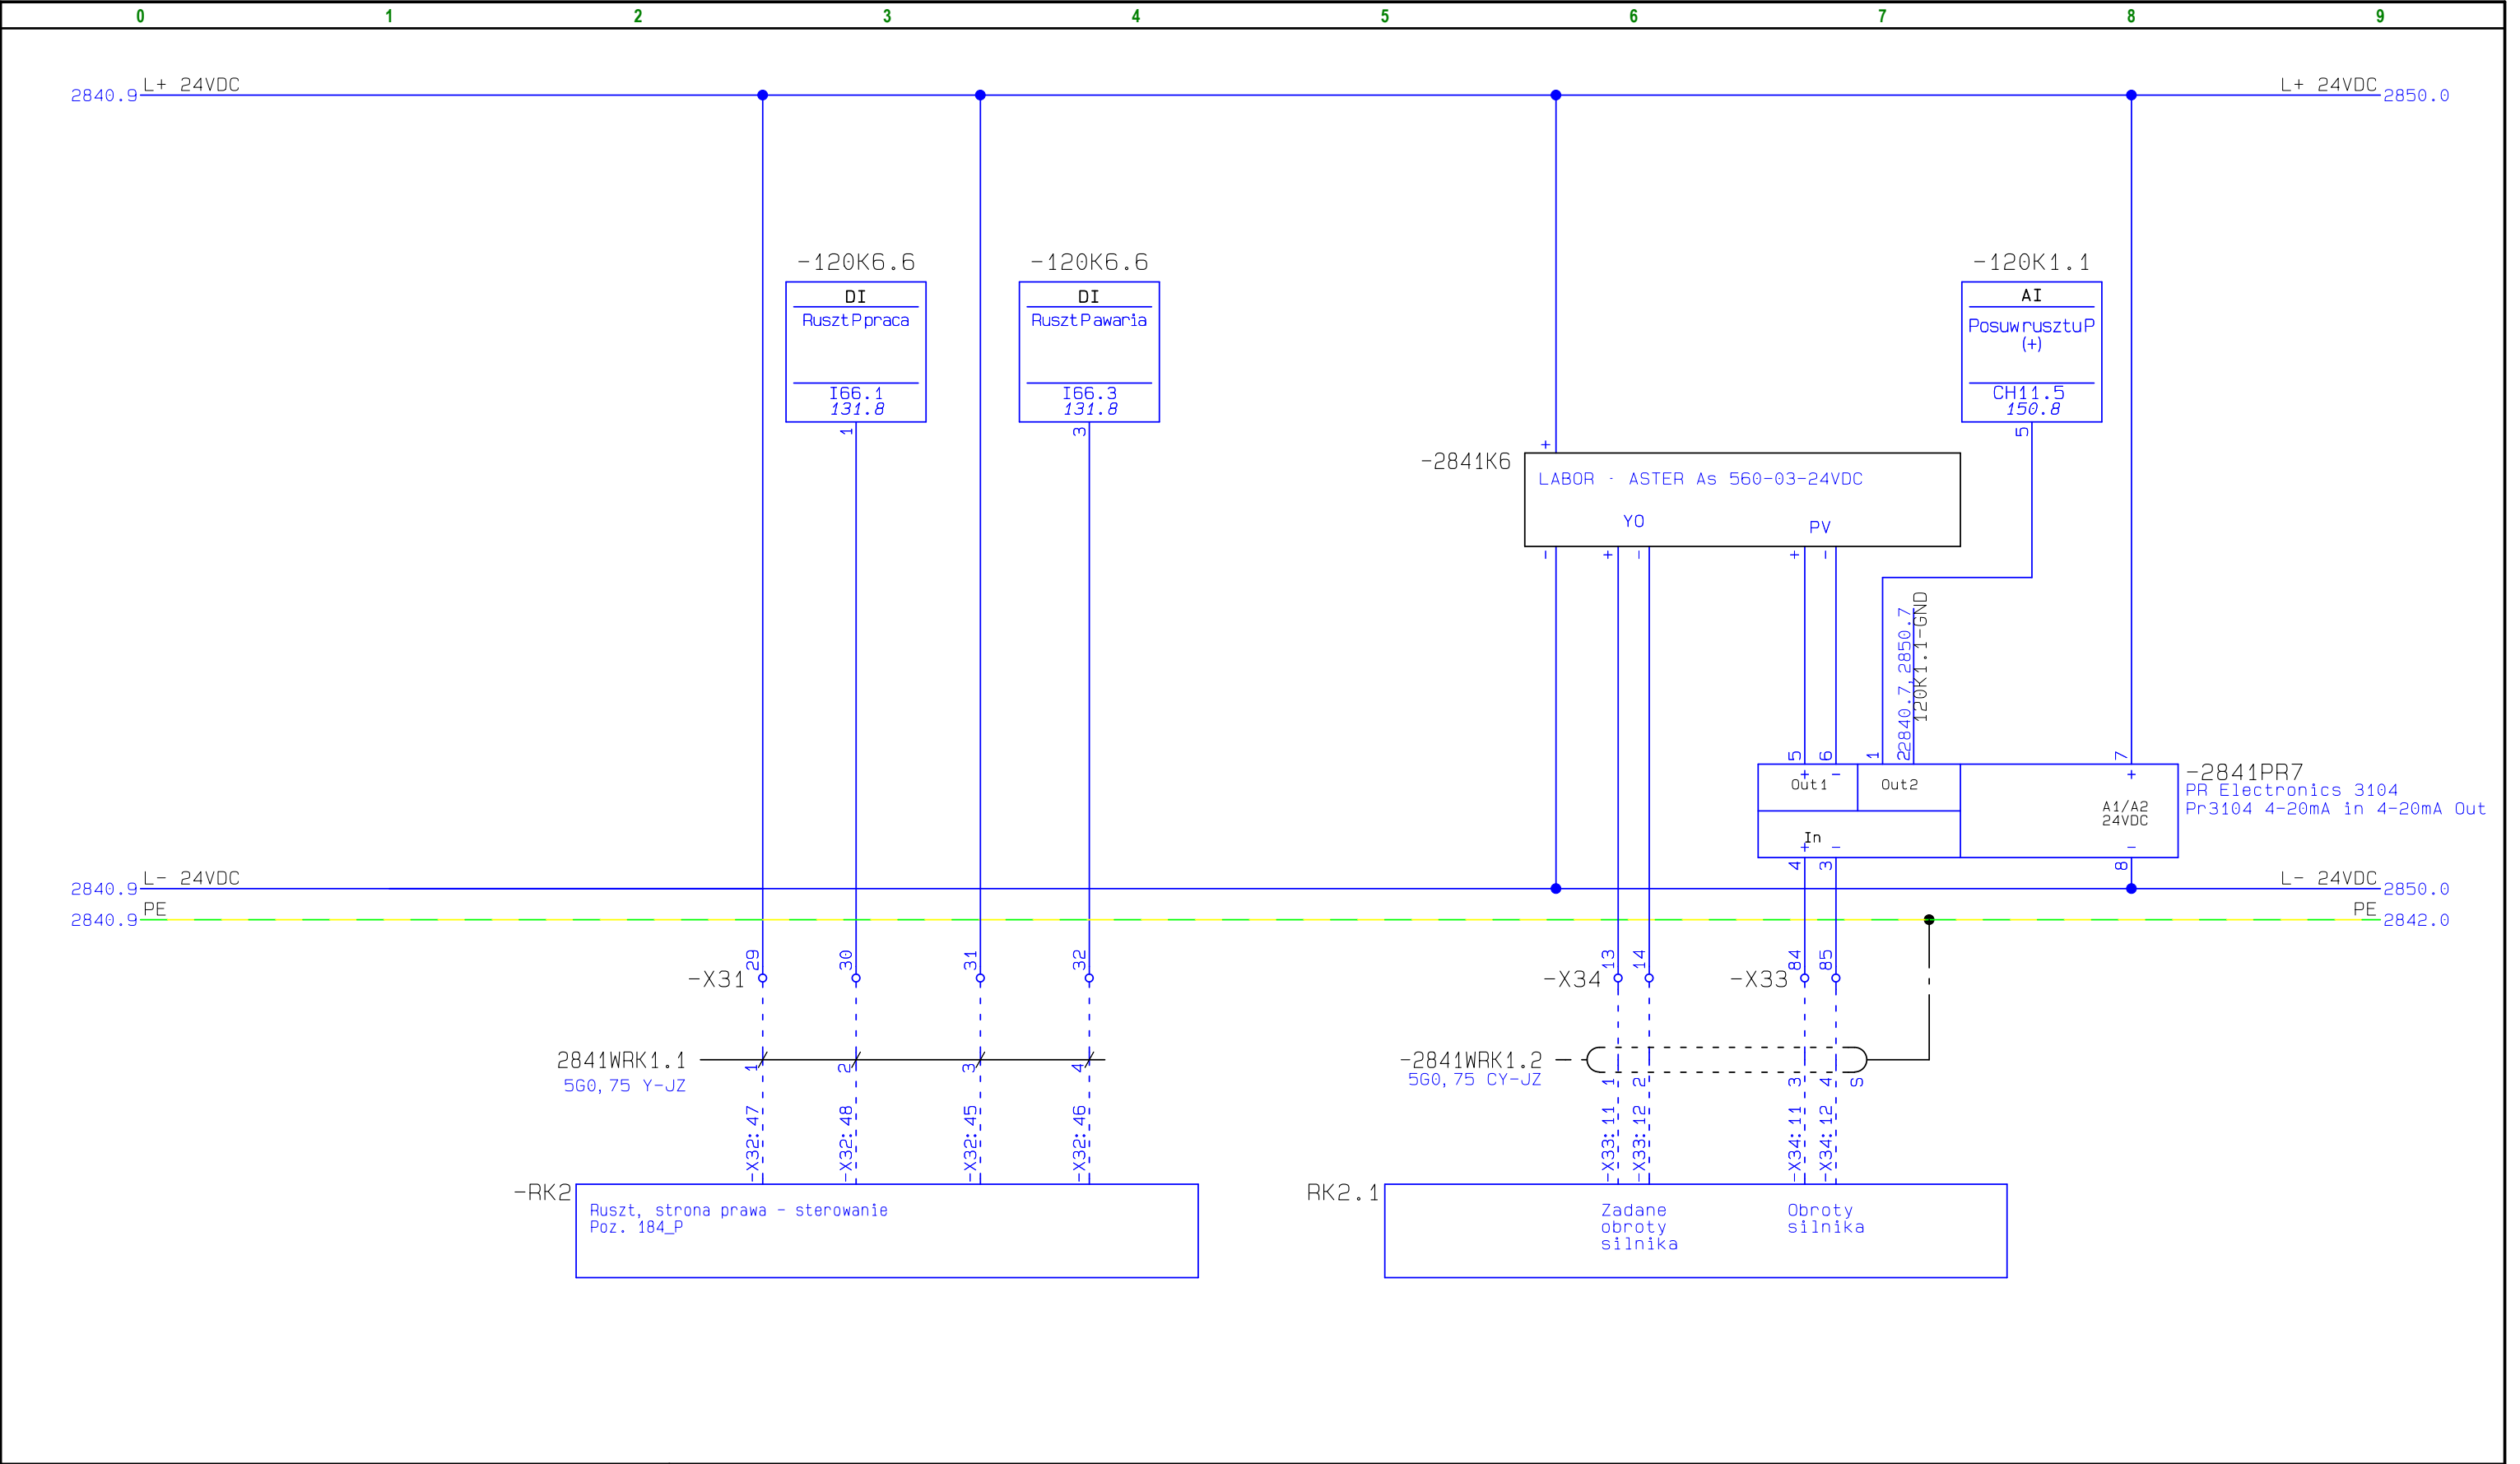 0 1 2 3 4 5 6 7 8 9
L+ 24VDC L+ 24VDC
2840.9 2850.0
-120K6.6 -120K6.6 -120K1.1
DI DI AI
Ruszt P praca Ruszt P awaria Posuw rusztu P
(+)
I66.1 I66.3 CH11.5
131.8 131.8 150.8
1 3 5
+
-2841K6
LABOR - ASTER As 560-03-24VDC
YO PV
- + - + -
2840.7, 2850.7
120K1.1-GND
5 6 1 2 7
+ - +
Out1 Out2
-2841PR7
PR Electronics 3104
Pr3104 4-20mA in 4-20mA Out
A1/A2
24VDC
In
+ - -
4 3 8
L- 24VDC L- 24VDC
2840.9 2850.0
PE PE
2840.9 2842.0
29 30 31 32 13 14 84 85
-X31 -X34 -X33
2841WRK1.1 -2841WRK1.2
5G0,75 Y-JZ 5G0,75 CY-JZ
1 2 3 4 1 2 3 4 S
-X32:47 -X32:48 -X32:45 -X32:46 -X33:11 -X33:12 -X34:11 -X34:12
-RK2 RK2.1
Ruszt, strona prawa - sterowanie
Poz. 184_P
Zadane
obroty
silnika
Obroty
silnika